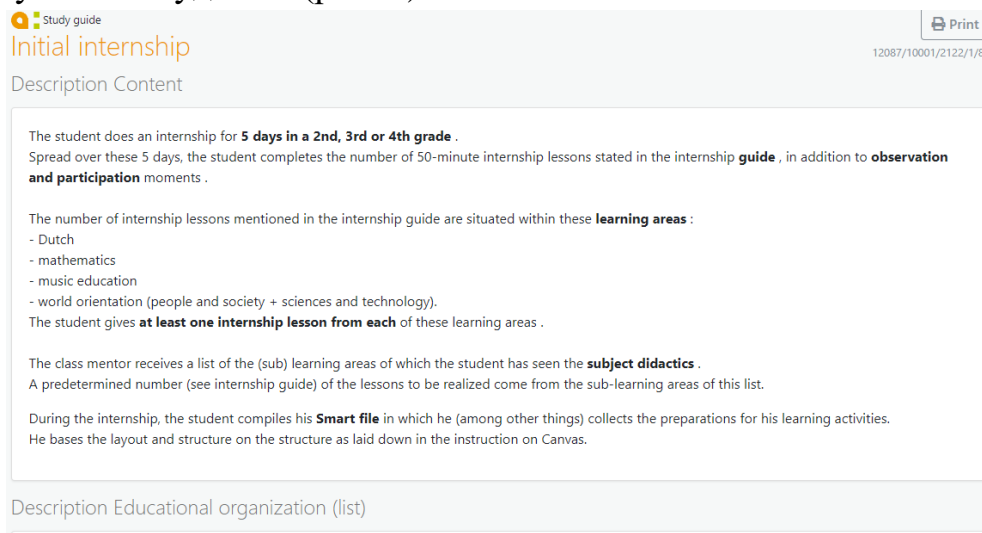 Study guide
Print
Initial internship
12087/10001/2122/1/8
Description Content
The student does an internship for 5 days in a 2nd, 3rd or 4th grade .
Spread over these 5 days, the student completes the number of 50-minute internship lessons stated in the internship guide , in addition to observation
and participation moments .
The number of internship lessons mentioned in the internship guide are situated within these learning areas :
- Dutch
- mathematics
- music education
- world orientation (people and society + sciences and technology).
The student gives at least one internship lesson from each of these learning areas .
The class mentor receives a list of the (sub) learning areas of which the student has seen the subject didactics .
A predetermined number (see internship guide) of the lessons to be realized come from the sub-learning areas of this list.
During the internship, the student compiles his Smart file in which he (among other things) collects the preparations for his learning activities.
He bases the layout and structure on the structure as laid down in the instruction on Canvas.
Description Educational organization (list)